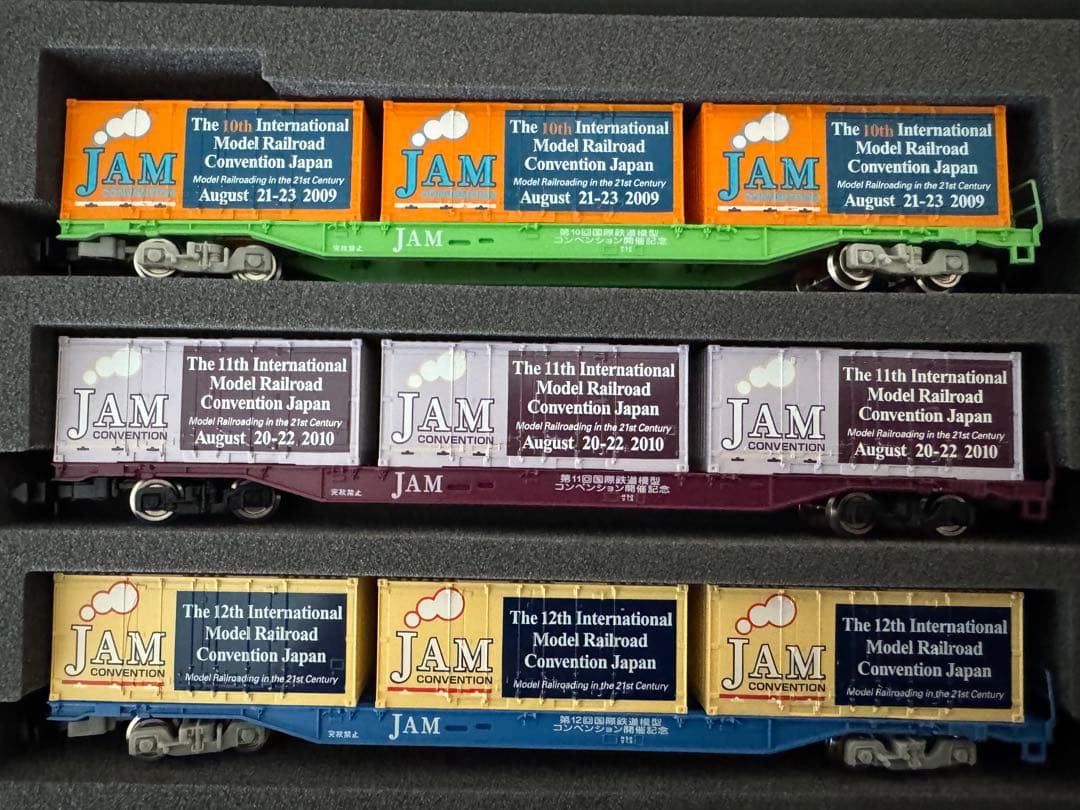 JAM
CONVENTION
The 10th International
Model Railroad
Convention Japan
Model Railroading in the 21st Century
August 21-23 2009
JAM
CONVENTION
The 10th International
Model Railroad
Convention Japan
Model Railroading in the 21st Century
August 21-23 2009
JAM
CONVENTION
The 10th International
Model Railroad
Convention Japan
Model Railroading in the 21st Century
August 21-23 2009
突放禁止
JAM
第10回国際鉄道模型
コンベンション開催記念
JAM
CONVENTION
The 11th International
Model Railroad
Convention Japan
Model Railroading in the 21st Century
August 20-22 2010
JAM
CONVENTION
The 11th International
Model Railroad
Convention Japan
Model Railroading in the 21st Century
August 20-22 2010
JAM
CONVENTION
The 11th International
Model Railroad
Convention Japan
Model Railroading in the 21st Century
August 20-22 2010
突放禁止
JAM
第11回国際鉄道模型
コンベンション開催記念
JAM
CONVENTION
The 12th International
Model Railroad
Convention Japan
Model Railroading in the 21st Century
JAM
CONVENTION
The 12th International
Model Railroad
Convention Japan
Model Railroading in the 21st Century
JAM
CONVENTION
The 12th International
Model Railroad
Convention Japan
Model Railroading in the 21st Century
突放禁止
JAM
第12回国際鉄道模型
コンベンション開催記念